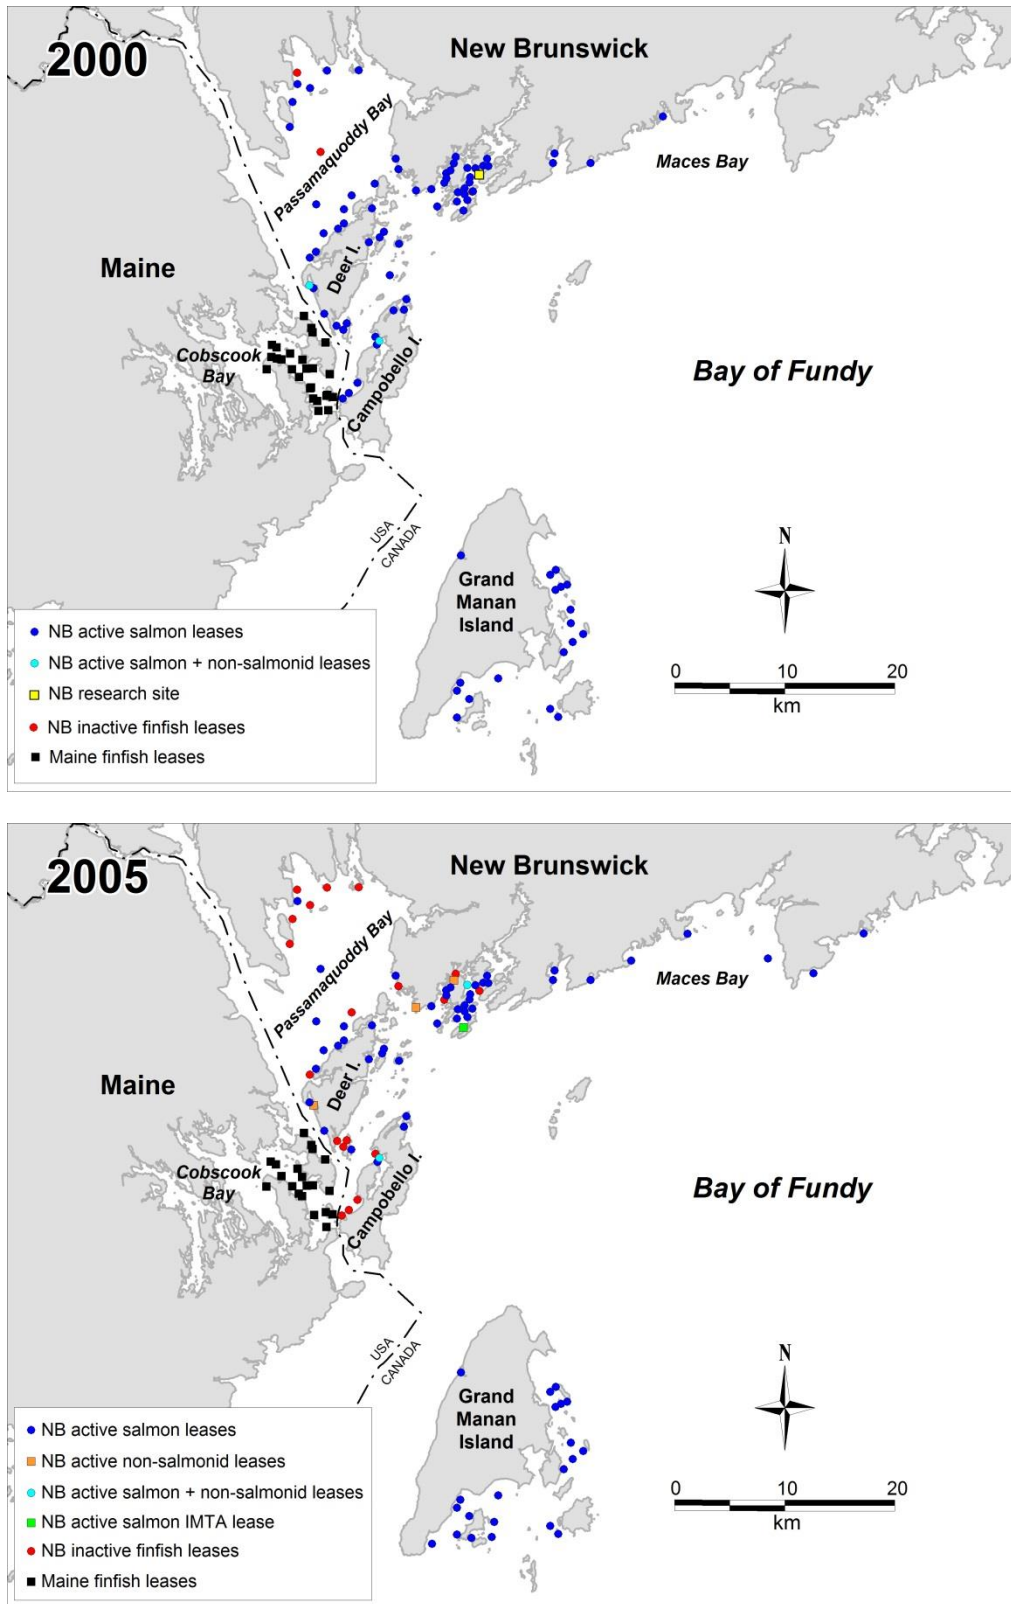 2000
New Brunswick
Passamaquoddy Bay
Maces Bay
Maine
Deer I.
Cobscook
Bay
Campobello I.
Bay of Fundy
USA
CANADA
Grand
Manan
Island
N
0 10 20
km
NB active salmon leases
NB active salmon + non-salmonid leases
NB research site
NB inactive finfish leases
Maine finfish leases
2005
New Brunswick
Passamaquoddy Bay
Maces Bay
Maine
Deer I.
Cobscook
Bay
Campobello I.
Bay of Fundy
USA
CANADA
Grand
Manan
Island
N
0 10 20
km
NB active salmon leases
NB active non-salmonid leases
NB active salmon + non-salmonid leases
NB active salmon IMTA lease
NB inactive finfish leases
Maine finfish leases